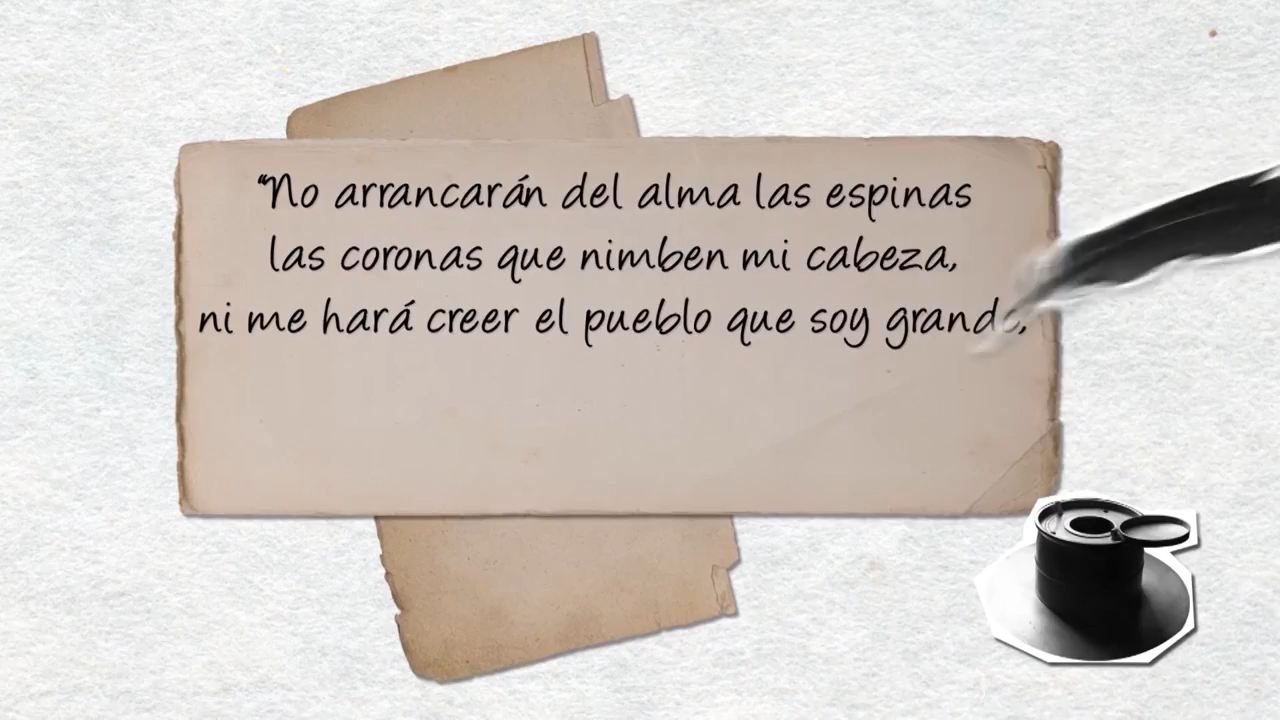 “No arrancarán del alma las espinas
las coronas que nimben mi cabeza,
ni me hará creer el pueblo que soy grande,